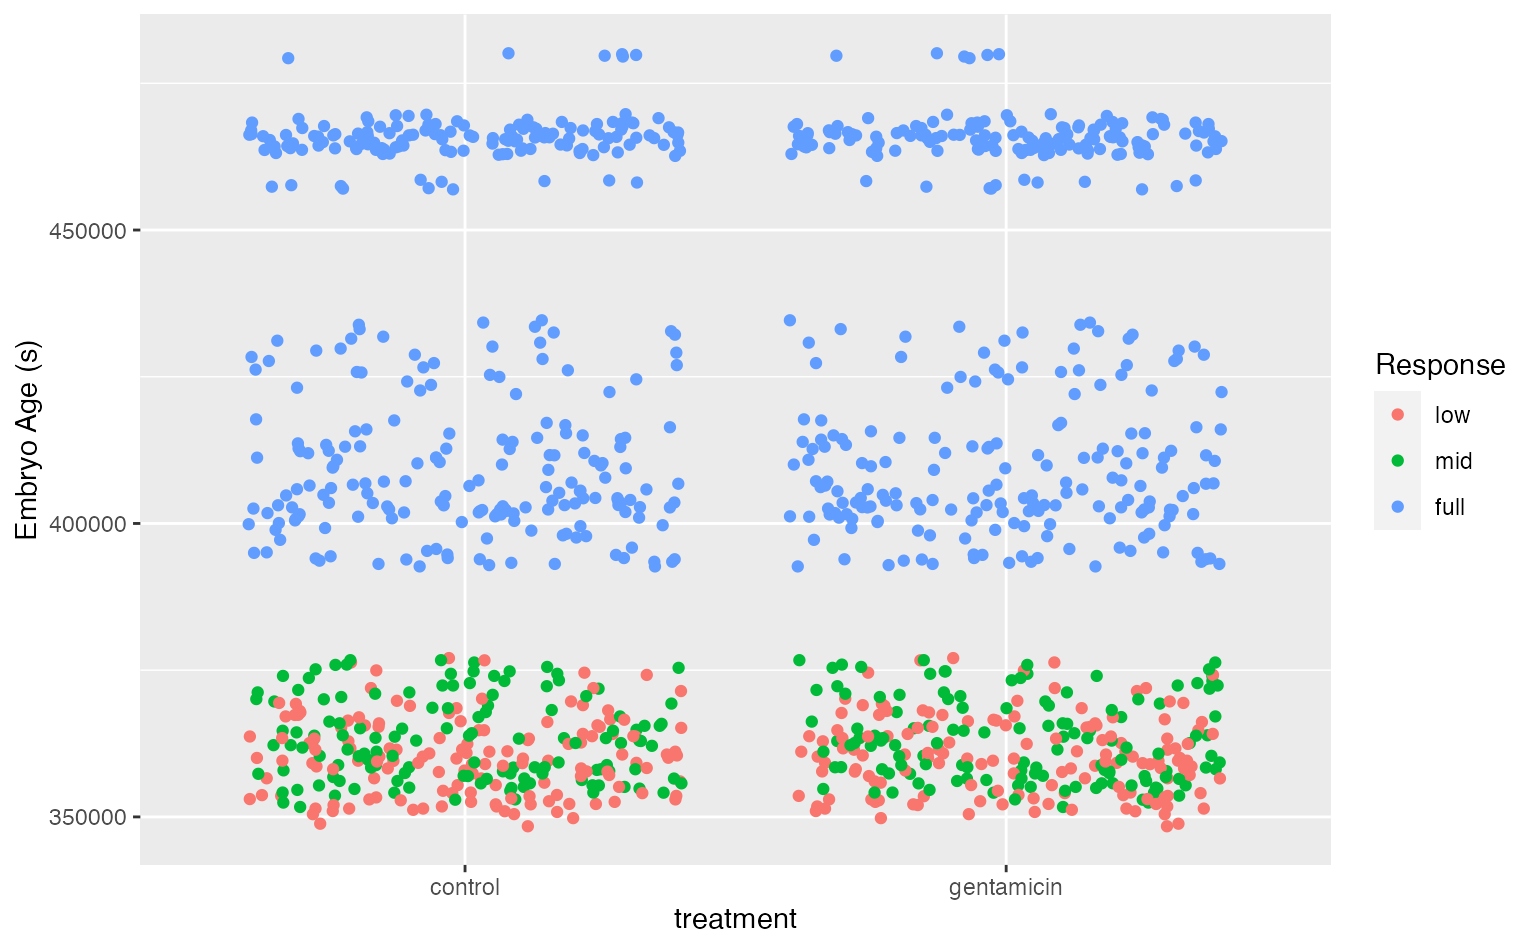 450000
400000
350000
Embryo Age (s)
control
gentamicin
treatment
Response
low
mid
full